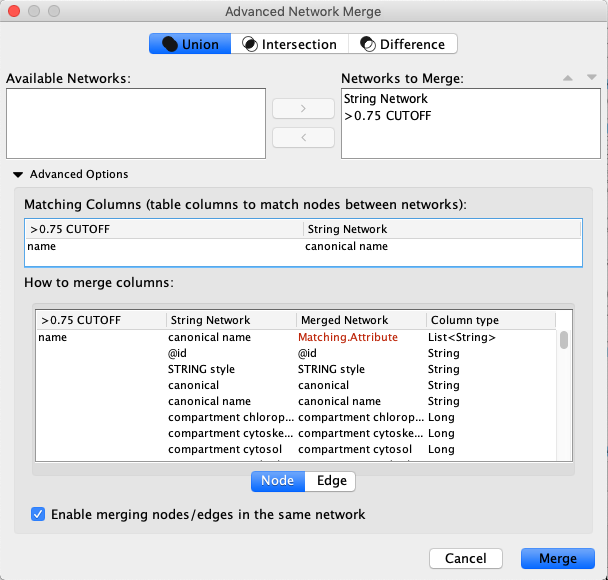 Advanced Network Merge
Union Intersection Difference
Available Networks: Networks to Merge:
String Network
>0.75 CUTOFF
> 
<
Advanced Options
Matching Columns (table columns to match nodes between networks):
>0.75 CUTOFF String Network
name canonical name
How to merge columns:
>0.75 CUTOFF String Network Merged Network Column type
name canonical name Matching.Attribute List<String>
@id @id String
STRING style STRING style String
canonical canonical String
canonical name canonical name String
compartment chlorop... compartment chlorop... Long
compartment cytoske... compartment cytoske... Long
compartment cytosol compartment cytosol Long
Node Edge
Enable merging nodes/edges in the same network
Cancel Merge